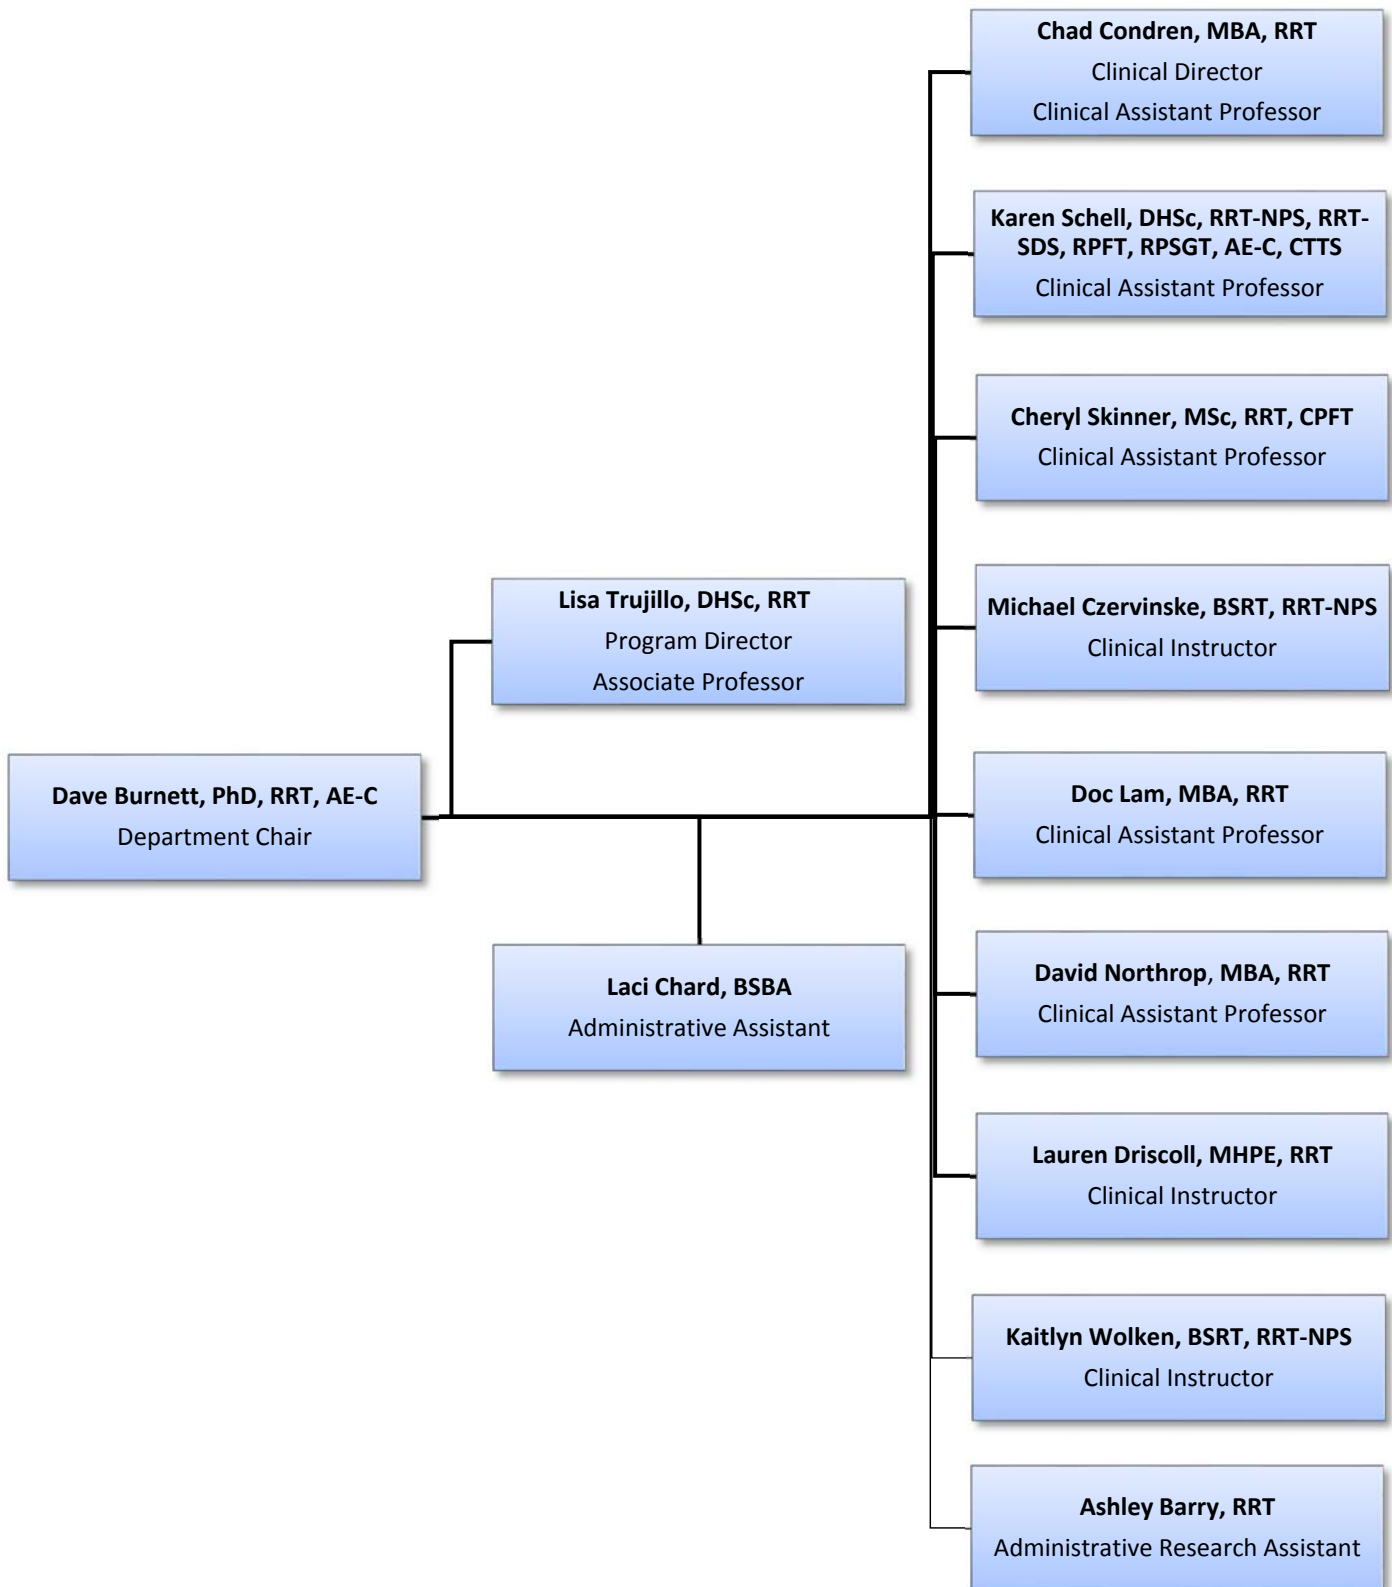 Chad Condren, MBA, RRT
Clinical Director
Clinical Assistant Professor
Karen Schell, DHSc, RRT-NPS, RRT-
SDS, RPFT, RPSGT, AE-C, CTTS
Clinical Assistant Professor
Cheryl Skinner, MSc, RRT, CPFT
Clinical Assistant Professor
Lisa Trujillo, DHSc, RRT
Program Director
Associate Professor
Michael Czervinske, BSRT, RRT-NPS
Clinical Instructor
Dave Burnett, PhD, RRT, AE-C
Department Chair
Doc Lam, MBA, RRT
Clinical Assistant Professor
Laci Chard, BSBA
Administrative Assistant
David Northrop, MBA, RRT
Clinical Assistant Professor
Lauren Driscoll, MHPE, RRT
Clinical Instructor
Kaitlyn Wolken, BSRT, RRT-NPS
Clinical Instructor
Ashley Barry, RRT
Administrative Research Assistant